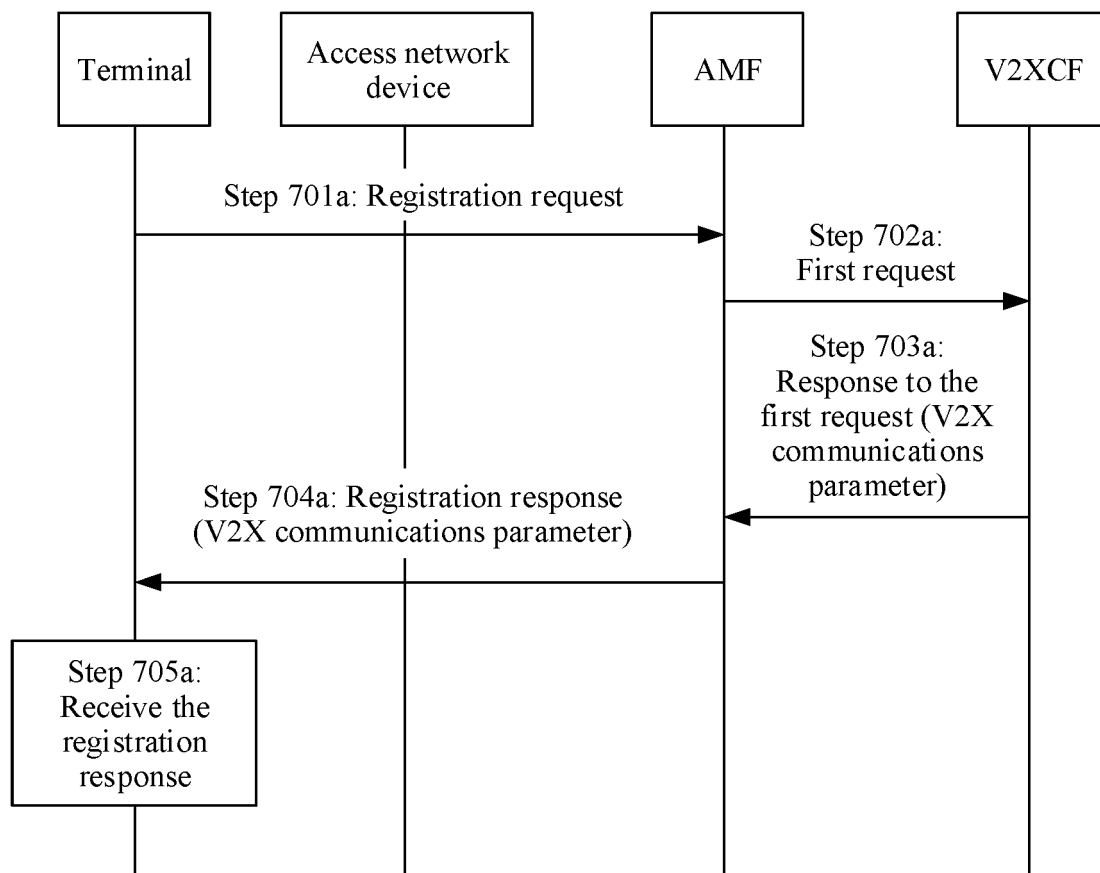 Terminal
Access network
device
AMF
V2XCF
Step 701a: Registration request
Step 702a:
First request
Step 703a:
Response to the
first request (V2X
communications
parameter)
Step 704a: Registration response
(V2X communications parameter)
Step 705a:
Receive the
registration
response